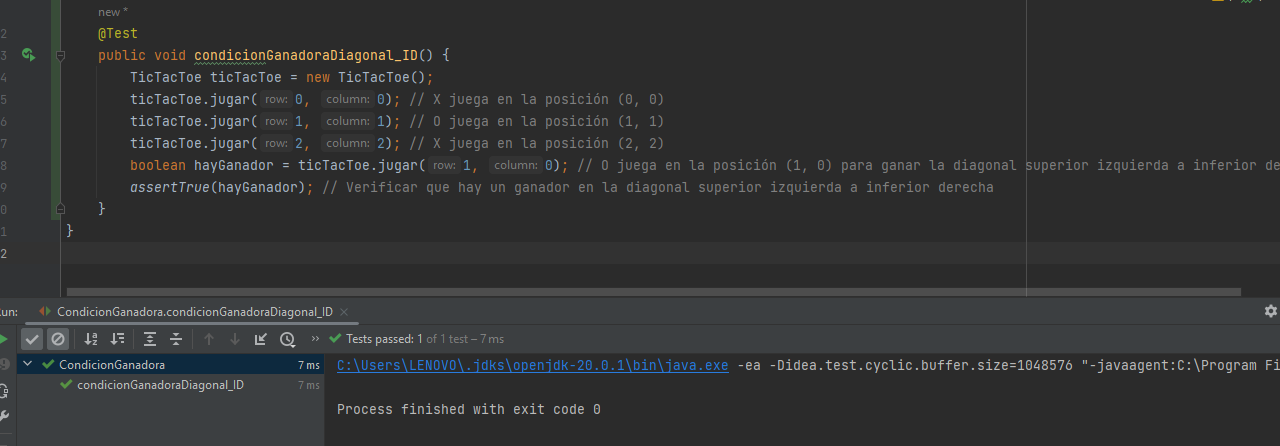 new *
2 @Test
3 public void condicionGanadoraDiagonal_ID() {
4 TicTacToe ticTacToe = new TicTacToe();
5 ticTacToe.jugar( row: 0, column: 0); // X juega en la posición (0, 0)
6 ticTacToe.jugar( row: 1, column: 1); // O juega en la posición (1, 1)
7 ticTacToe.jugar( row: 2, column: 2); // X juega en la posición (2, 2)
8 boolean hayGanador = ticTacToe.jugar( row: 1, column: 0); // O juega en la posición (1, 0) para ganar la diagonal superior izquierda a inferior de
9 assertTrue(hayGanador); // Verificar que hay un ganador en la diagonal superior izquierda a inferior derecha
0 }
1 }
2
un: CondicionGanadora.condicionGanadoraDiagonal_ID
Tests passed: 1 of 1 test – 7 ms
CondicionGanadora 7 ms
condicionGanadoraDiagonal_ID 7 ms
C:\Users\LENOVO\.jdks\openjdk-20.0.1\bin\java.exe -ea -Didea.test.cyclic.buffer.size=1048576 "-javaagent:C:\Program Fi
Process finished with exit code 0